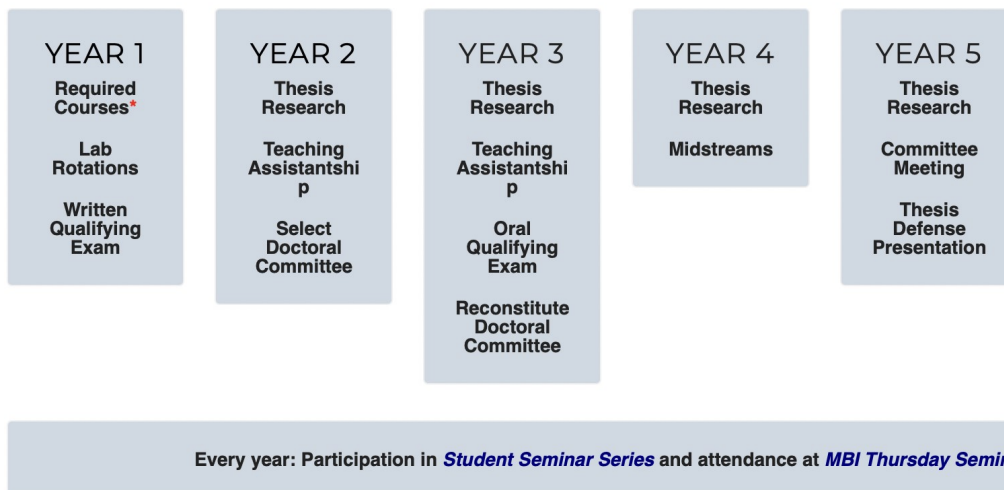 YEAR 1
Required
Courses*
Lab
Rotations
Written
Qualifying
Exam
YEAR 2
Thesis
Research
Teaching
Assistantshi
p
Select
Doctoral
Committee
YEAR 3
Thesis
Research
Teaching
Assistantshi
p
Oral
Qualifying
Exam
Reconstitute
Doctoral
Committee
YEAR 4
Thesis
Research
Midstreams
YEAR 5
Thesis
Research
Committee
Meeting
Thesis
Defense
Presentation
Every year: Participation in Student Seminar Series and attendance at MBI Thursday